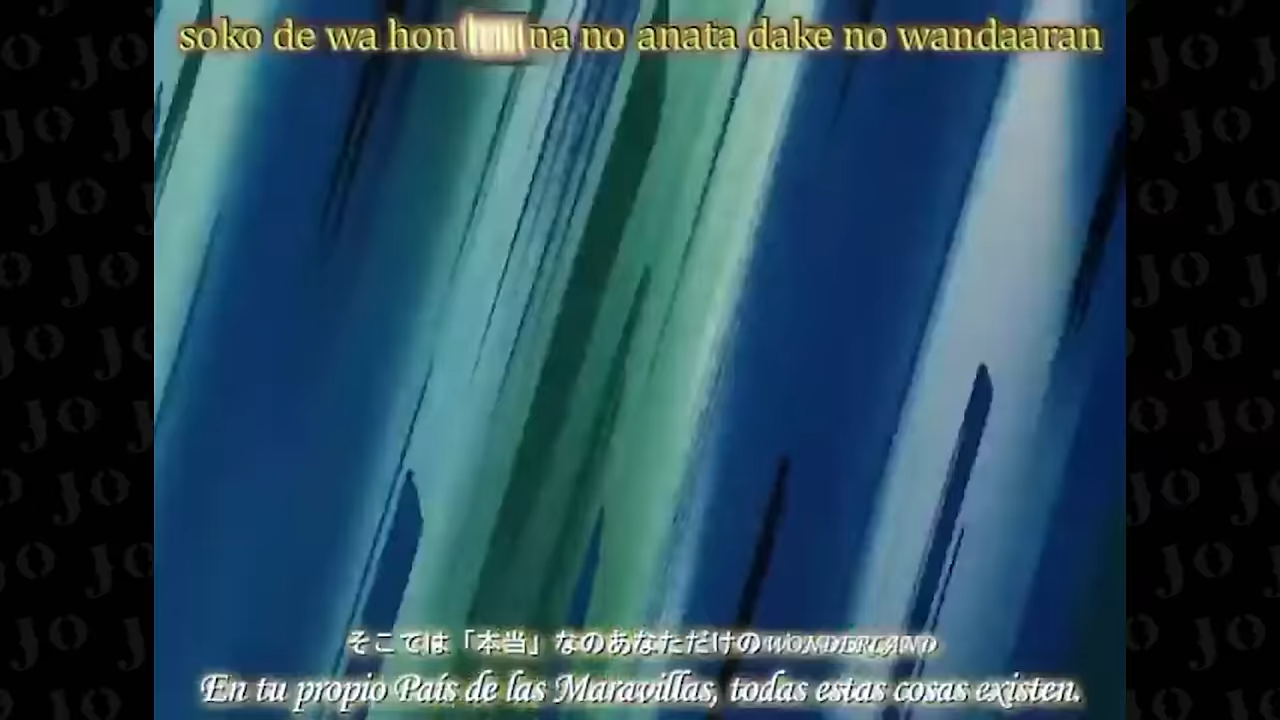 soko de wa hon na no anata dake no wandaaran
そこでは「本当」なのあなただけのWONDERLAND
En tu propio País de las Maravillas, todas estas cosas existen.